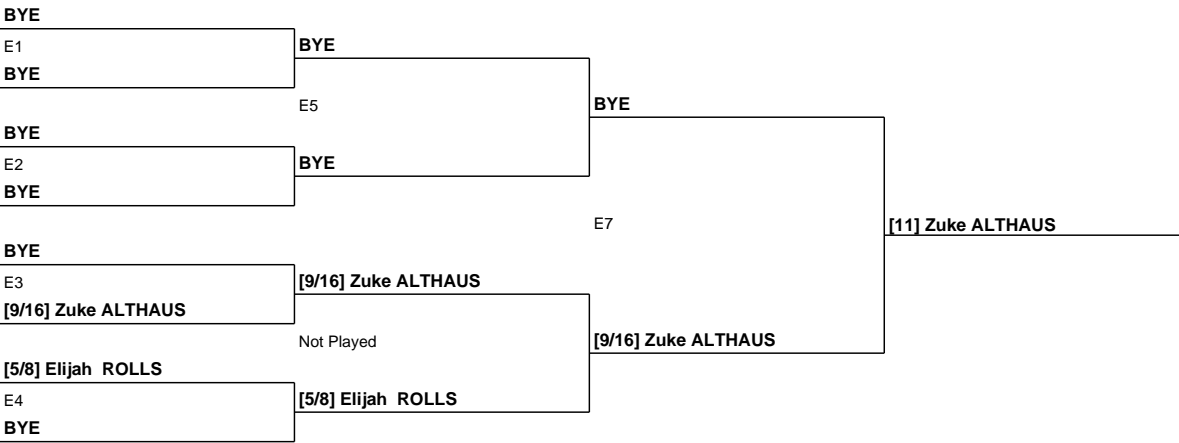 BYE
E1
BYE
BYE
E5
BYE
BYE
E2
BYE
BYE
E7
[11] Zuke ALTHAUS
BYE
E3
[9/16] Zuke ALTHAUS
[9/16] Zuke ALTHAUS
Not Played
[9/16] Zuke ALTHAUS
[5/8] Elijah ROLLS
E4
[5/8] Elijah ROLLS
BYE